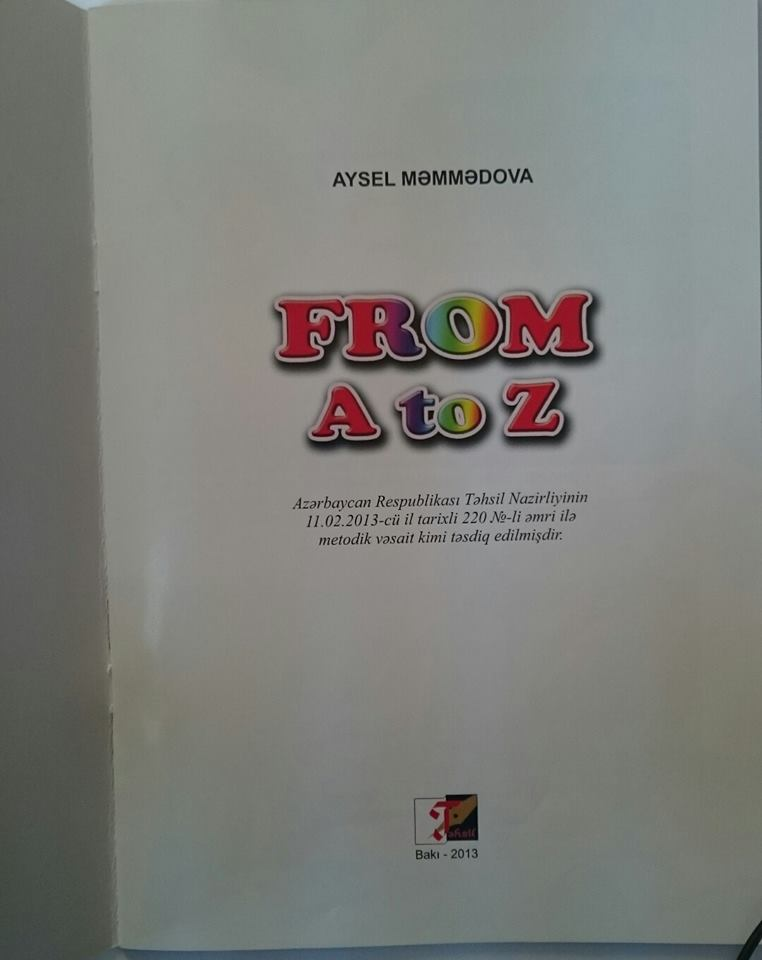 AYSEL MƏMMƏDOVA
FROM
A to Z
Azərbaycan Respublikası Təhsil Nazirliyinin
11.02.2013-cü il tarixli 220 №-li əmri ilə
metodik vəsait kimi təsdiq edilmişdir.
Təhsil
Bakı - 2013